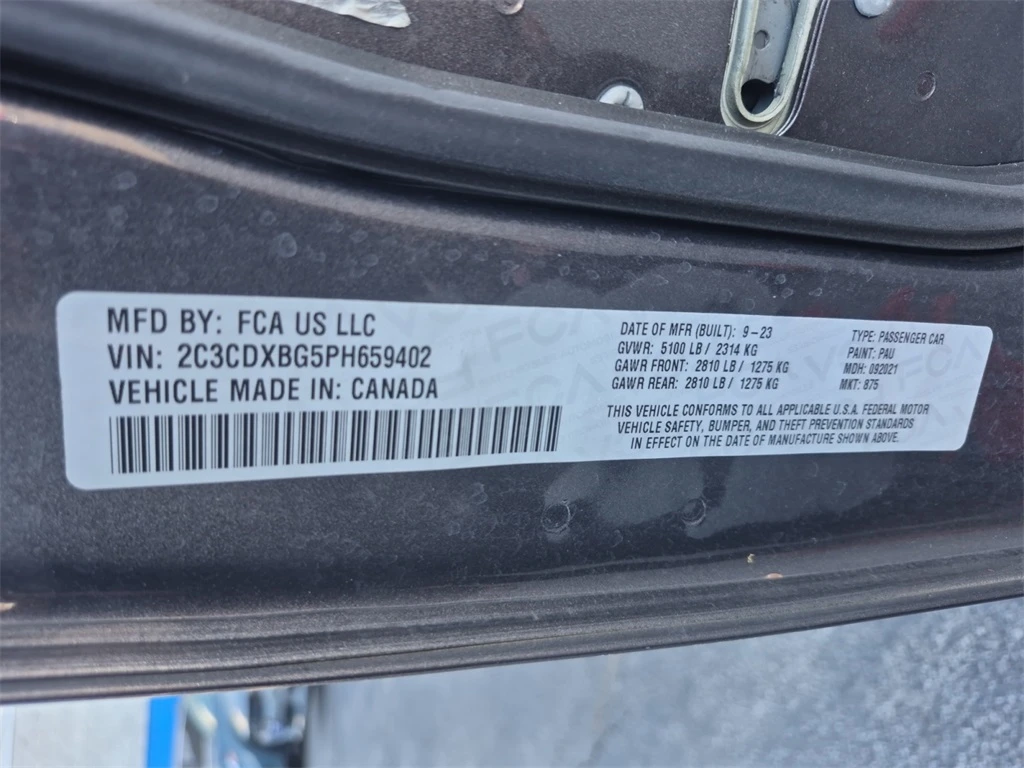 MFD BY: FCA US LLC
VIN: 2C3CDXBG5PH659402
VEHICLE MADE IN: CANADA
DATE OF MFR (BUILT): 9-23
GVWR: 5100 LB / 2314 KG
GAWR FRONT: 2810 LB / 1275 KG
GAWR REAR: 2810 LB / 1275 KG
TYPE: PASSENGER CAR
PAINT: PAU
MDH: 092021
MKT: 875
THIS VEHICLE CONFORMS TO ALL APPLICABLE U.S.A. FEDERAL MOTOR
VEHICLE SAFETY, BUMPER, AND THEFT PREVENTION STANDARDS
IN EFFECT ON THE DATE OF MANUFACTURE SHOWN ABOVE.